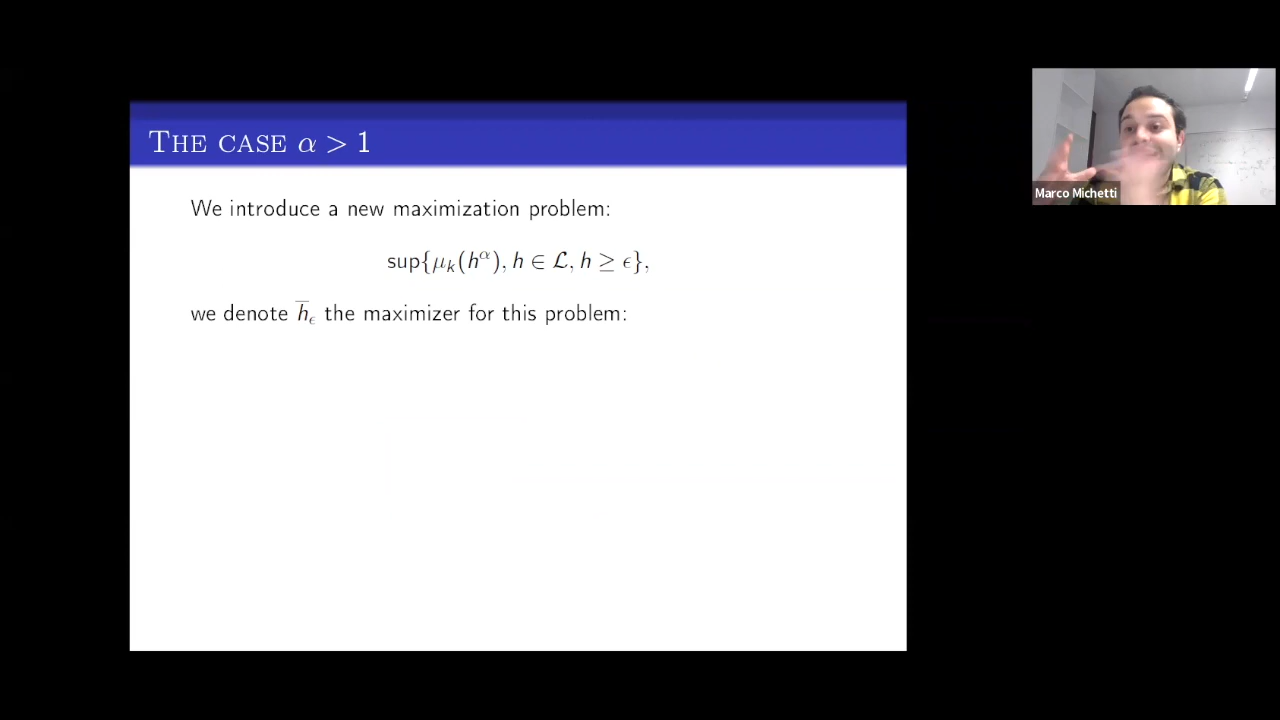 THE CASE α > 1
We introduce a new maximization problem:
sup{μₖ(h^α), h ∈ ℒ, h ≥ ϵ},
we denote h̅_ϵ the maximizer for this problem:
Marco Michetti